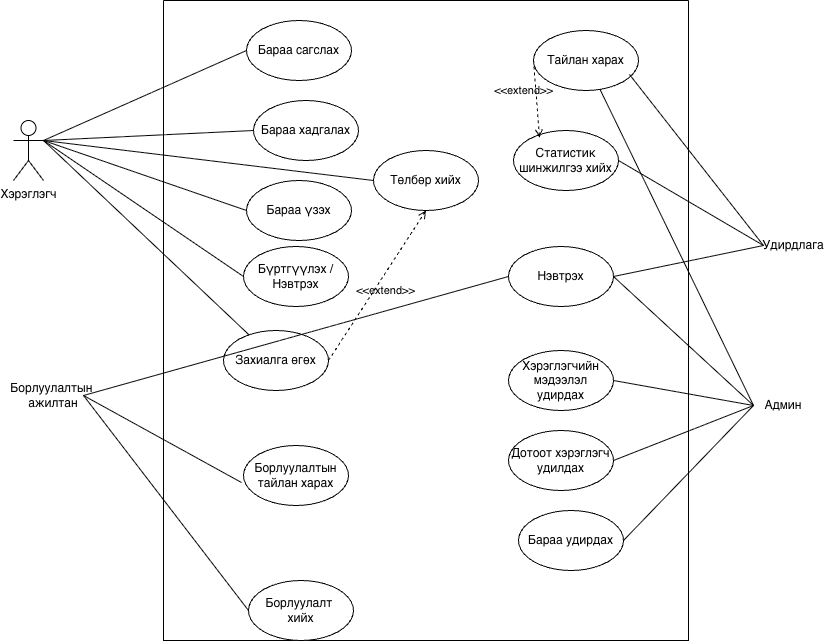 Бараа сагслах
Тайлан харах
<<extend>>
Бараа хадгалах
Статистик
шинжилгээ хийх
Төлбөр хийх
Хэрэглэгч
Бараа үзэх
Удирдлага
Бүртгүүлэх /
Нэвтрэх
Нэвтрэх
<<extend>>
Захиалга өгөх
Хэрэглэгчийн
мэдээлэл
удирдах
Борлуулалтын
ажилтан
Админ
Дотоот хэрэглэгч
удилдах
Борлуулалтын
тайлан харах
Бараа удирдах
Борлуулалт
хийх